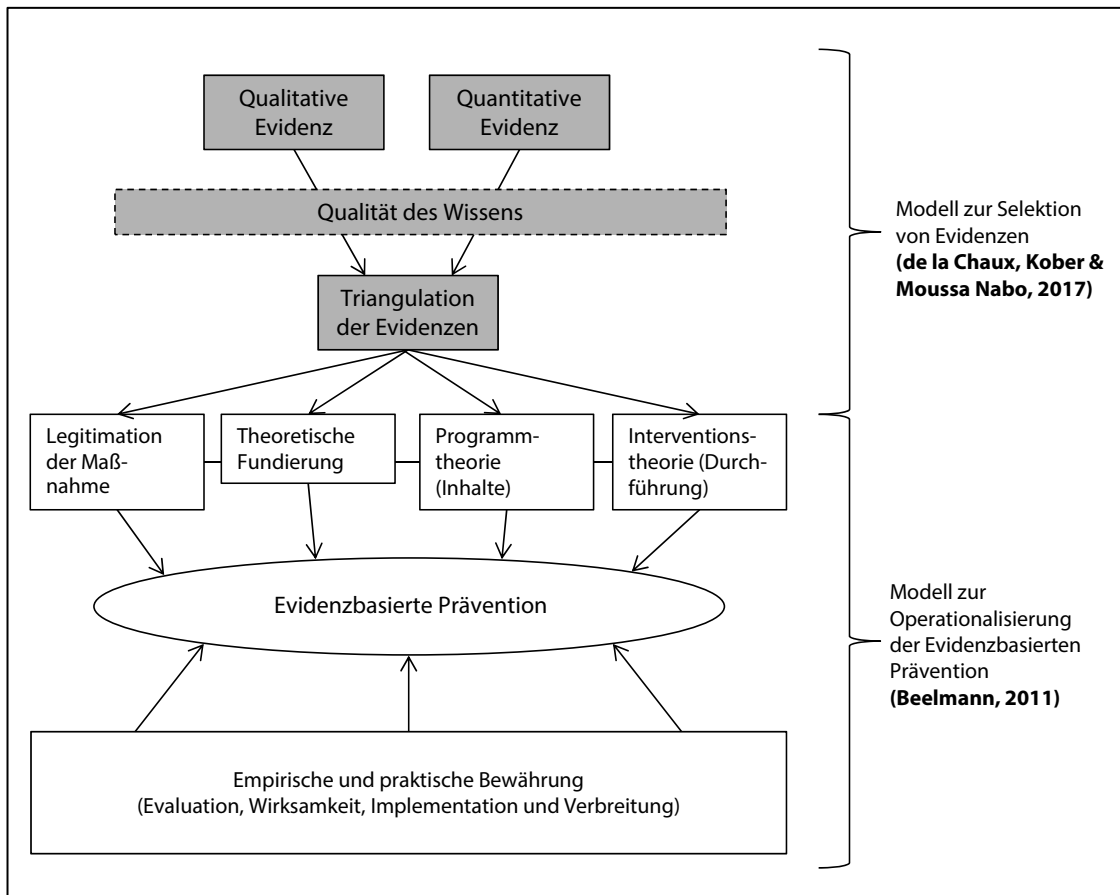 Qualitative
Evidenz
Quantitative
Evidenz
Qualität des Wissens
Triangulation
der Evidenzen
Modell zur Selektion
von Evidenzen
(de la Chaux, Kober &
Moussa Nabo, 2017)
Legitimation
der Maß-
nahme
Theoretische
Fundierung
Programm-
theorie
(Inhalte)
Interventions-
theorie (Durch-
führung)
Evidenzbasierte Prävention
Modell zur
Operationalisierung
der Evidenzbasierten
Prävention
(Beelmann, 2011)
Empirische und praktische Bewährung
(Evaluation, Wirksamkeit, Implementation und Verbreitung)